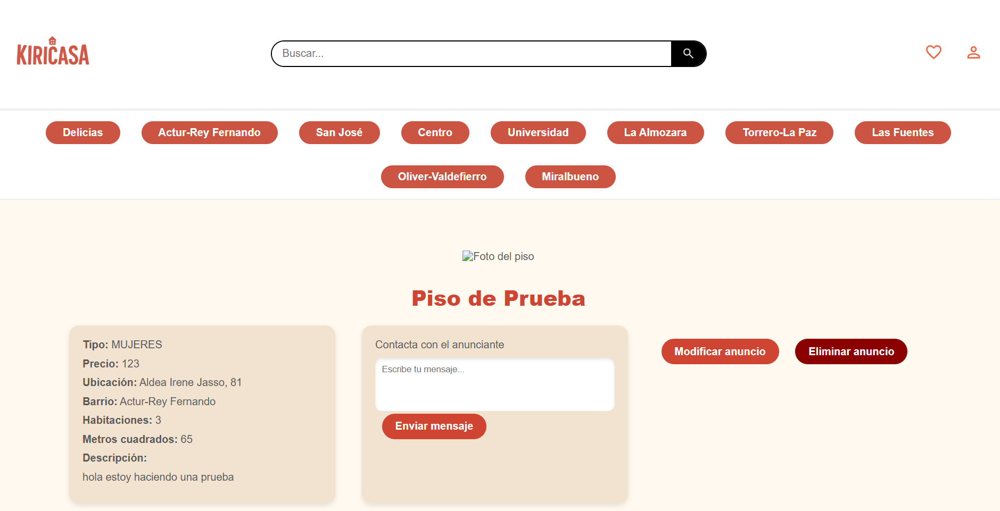 KIRICASA
Buscar...
Delicias
Actur-Rey Fernando
San José
Centro
Universidad
La Almozara
Torrero-La Paz
Las Fuentes
Oliver-Valdefierro
Miralbueno
Foto del piso
Piso de Prueba
Tipo: MUJERES
Precio: 123
Ubicación: Aldea Irene Jasso, 81
Barrio: Actur-Rey Fernando
Habitaciones: 3
Metros cuadrados: 65
Descripción:
hola estoy haciendo una prueba
Contacta con el anunciante
Escribe tu mensaje...
Enviar mensaje
Modificar anuncio
Eliminar anuncio